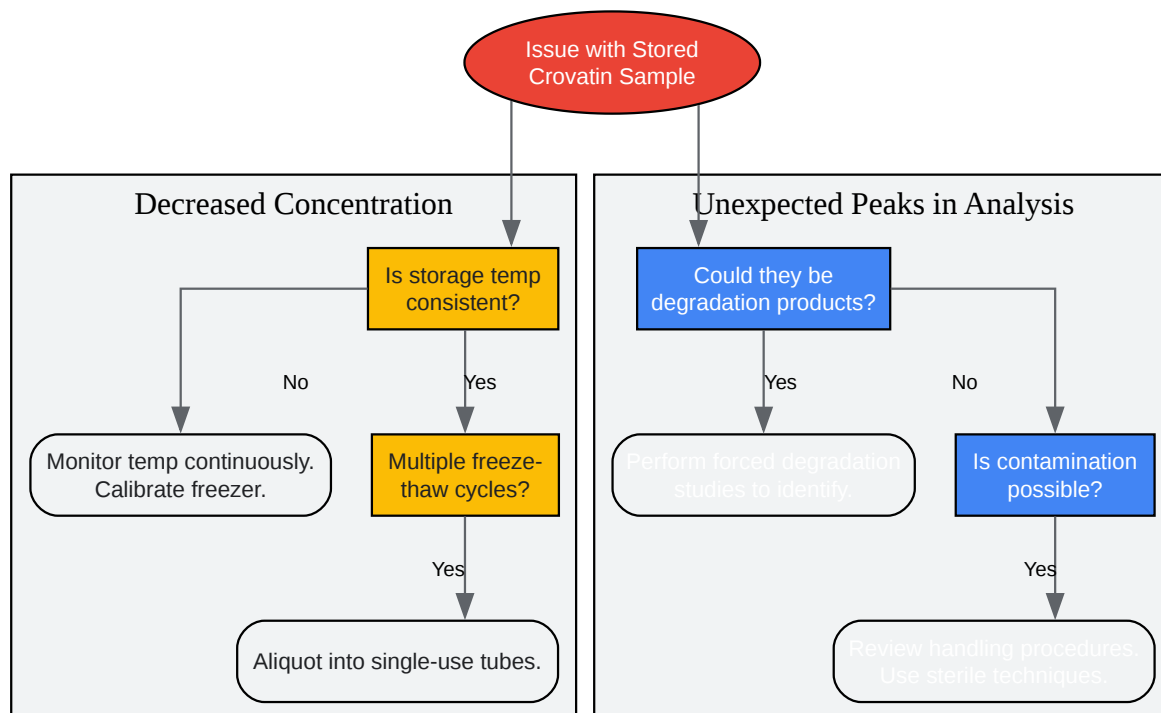 Issue with Stored
Crovatin Sample
Decreased Concentration
Is storage temp
consistent?
No
Yes
Monitor temp continuously.
Calibrate freezer.
Multiple freeze-
thaw cycles?
Yes
Aliquot into single-use tubes.
Unexpected Peaks in Analysis
Could they be
degradation products?
Yes
No
Perform forced degradation
studies to identify.
Is contamination
possible?
Yes
Review handling procedures.
Use sterile techniques.